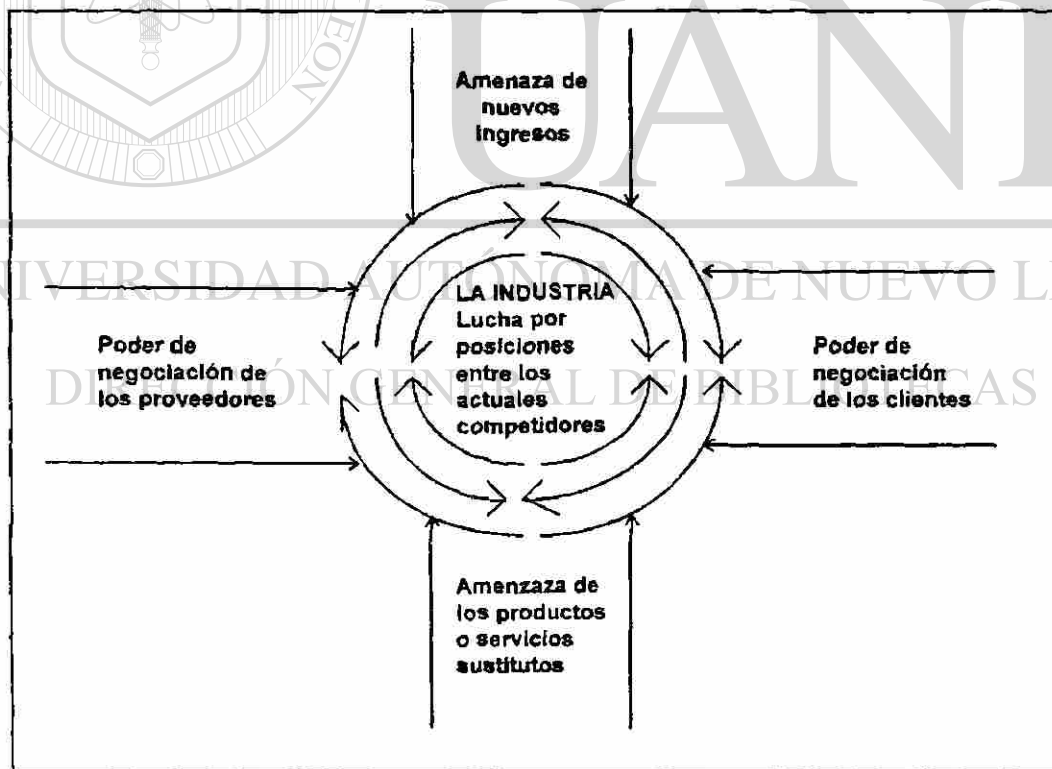 Amenaza de
nuevos
ingresos
UANL
UNIVERSIDAD AUTÓNOMA DE NUEVO L
LA INDUSTRIA
Lucha por
posiciones
entre los
actuales
competidores
Poder de
negociación de
los proveedores
Poder de
negociación
de los clientes
DIRECCIÓN GENERAL DE BIBLIOTECAS
Amenzaza de
los productos
o servicios
sustitutos